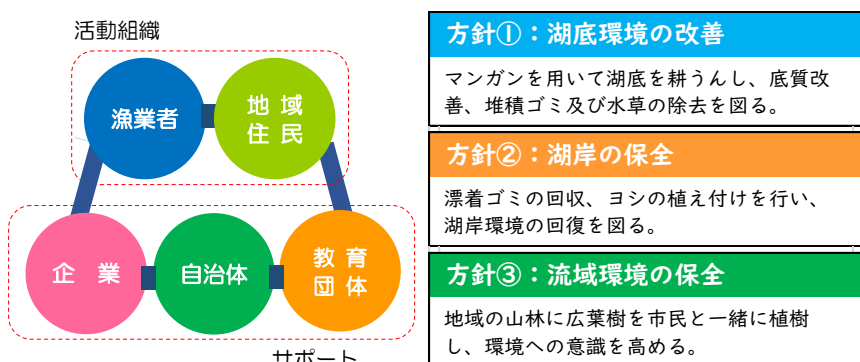 活動組織
漁業者
地域
住民
企業
自治体
教育
団体
サポート
方針①：湖底環境の改善
マンガンを用いて湖底を耕うんし、底質改
善、堆積ゴミ及び水草の除去を図る。
方針②：湖岸の保全
漂着ゴミの回収、ヨシの植え付けを行い、
湖岸環境の回復を図る。
方針③：流域環境の保全
地域の山林に広葉樹を市民と一緒に植樹
し、環境への意識を高める。